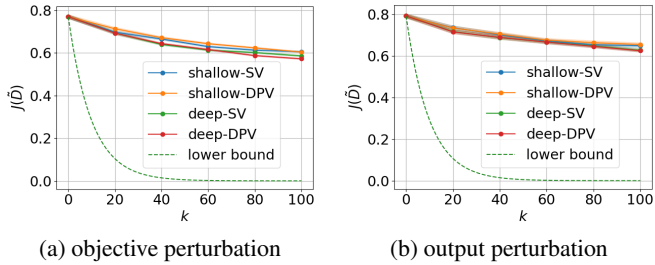 0.8
0.6
0.4
0.2
0.0
J(D̃)
shallow-SV
shallow-DPV
deep-SV
deep-DPV
lower bound
0 20 40 60 80 100
k
(a) objective perturbation
0.8
0.6
0.4
0.2
0.0
J(D̃)
shallow-SV
shallow-DPV
deep-SV
deep-DPV
lower bound
0 20 40 60 80 100
k
(b) output perturbation